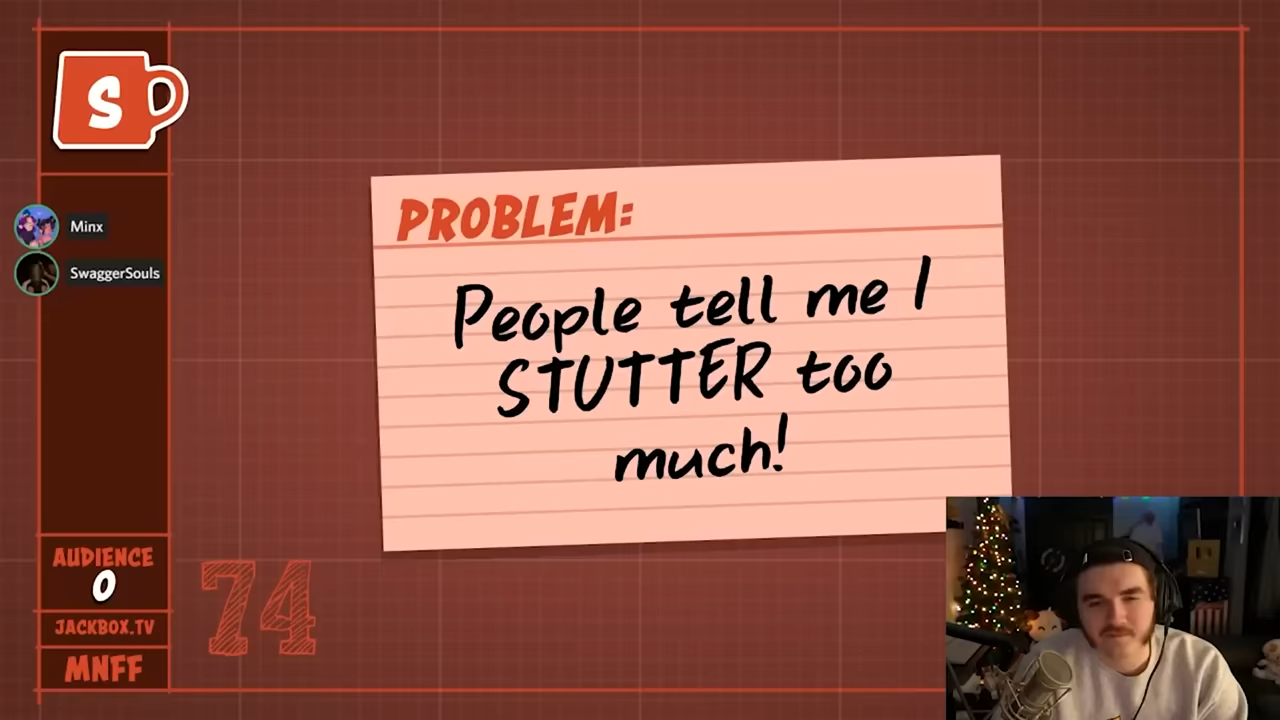 S
Minx
SwaggerSouls
PROBLEM:
People tell me I
STUTTER too
much!
AUDIENCE
0
JACKBOX.TV
MNFF
74